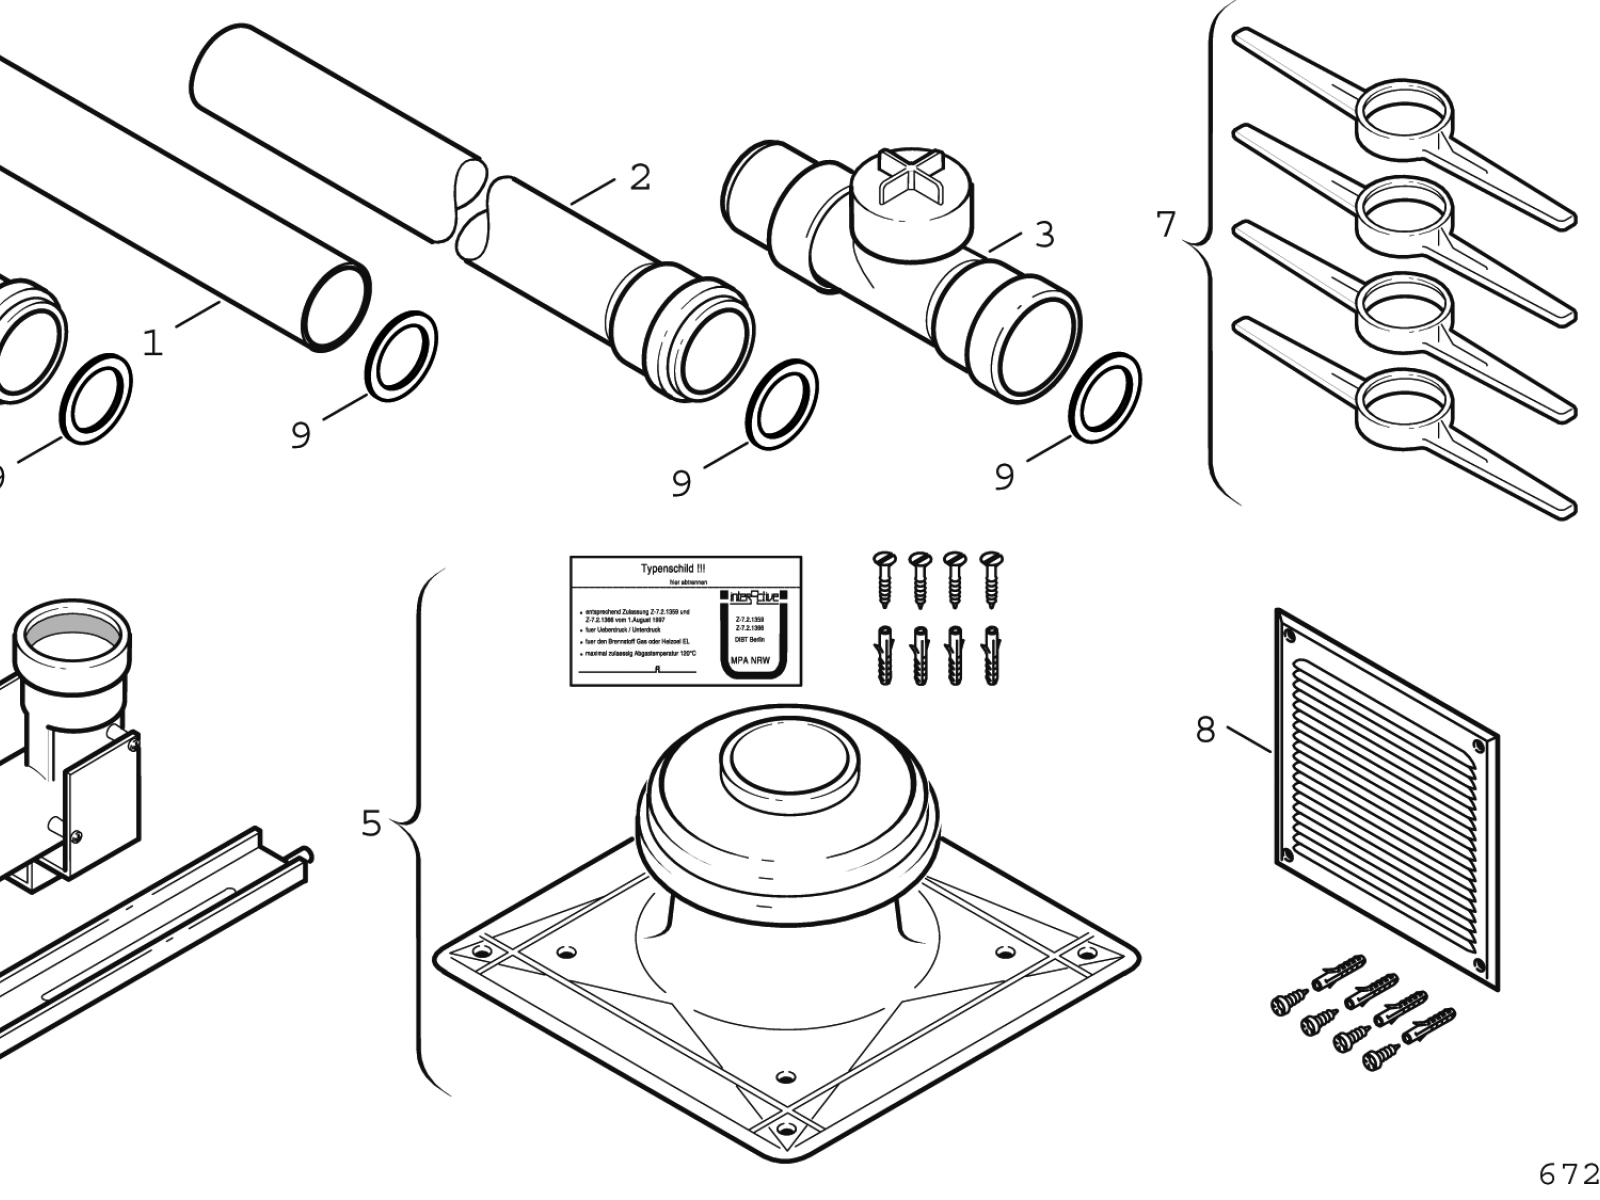 1
2
3
7
9
9
9
9
9
5
8
Typenschild !!!
hier abtrennen
• entsprechend Zulassung Z-7.2.1359 und
Z-7.2.1366 vom 1.August 1997
• fuer Ueberdruck / Unterdruck
• fuer den Brennstoff Gas oder Heizoel EL
• maximal zulaessig Abgastemperatur 120°C
interactive
Z-7.2.1359
Z-7.2.1366
DIBT Berlin
MPA NRW
672